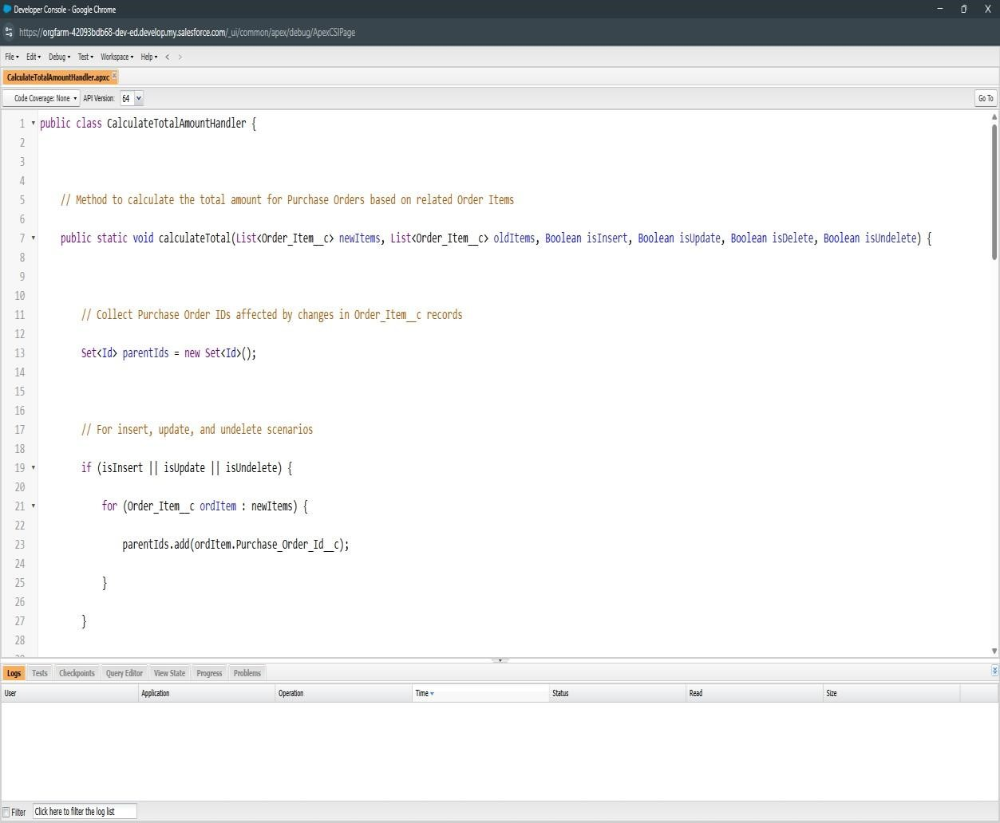 Developer Console - Google Chrome
https://orgfarm-42093bdb68-dev-ed.develop.my.salesforce.com/_ui/common/apex/debug/ApexCSIPage
File Edit Debug Test Workspace Help < >
CalculateTotalAmountHandler.apxc
Code Coverage: None API Version: 64 Go To
1 public class CalculateTotalAmountHandler {
2
3
4
5 // Method to calculate the total amount for Purchase Orders based on related Order Items
6
7 public static void calculateTotal(List<Order_Item__c> newItems, List<Order_Item__c> oldItems, Boolean isInsert, Boolean isUpdate, Boolean isDelete, Boolean isUndelete) {
8
9
10
11 // Collect Purchase Order IDs affected by changes in Order_Item__c records
12
13 Set<Id> parentIds = new Set<Id>();
14
15
16
17 // For insert, update, and undelete scenarios
18
19 if (isInsert || isUpdate || isUndelete) {
20
21 for (Order_Item__c ordItem : newItems) {
22
23 parentIds.add(ordItem.Purchase_Order_Id__c);
24
25 }
26
27 }
28
Logs Tests Checkpoints Query Editor View State Progress Problems
User Application Operation Time Status Read Size
Filter Click here to filter the log list